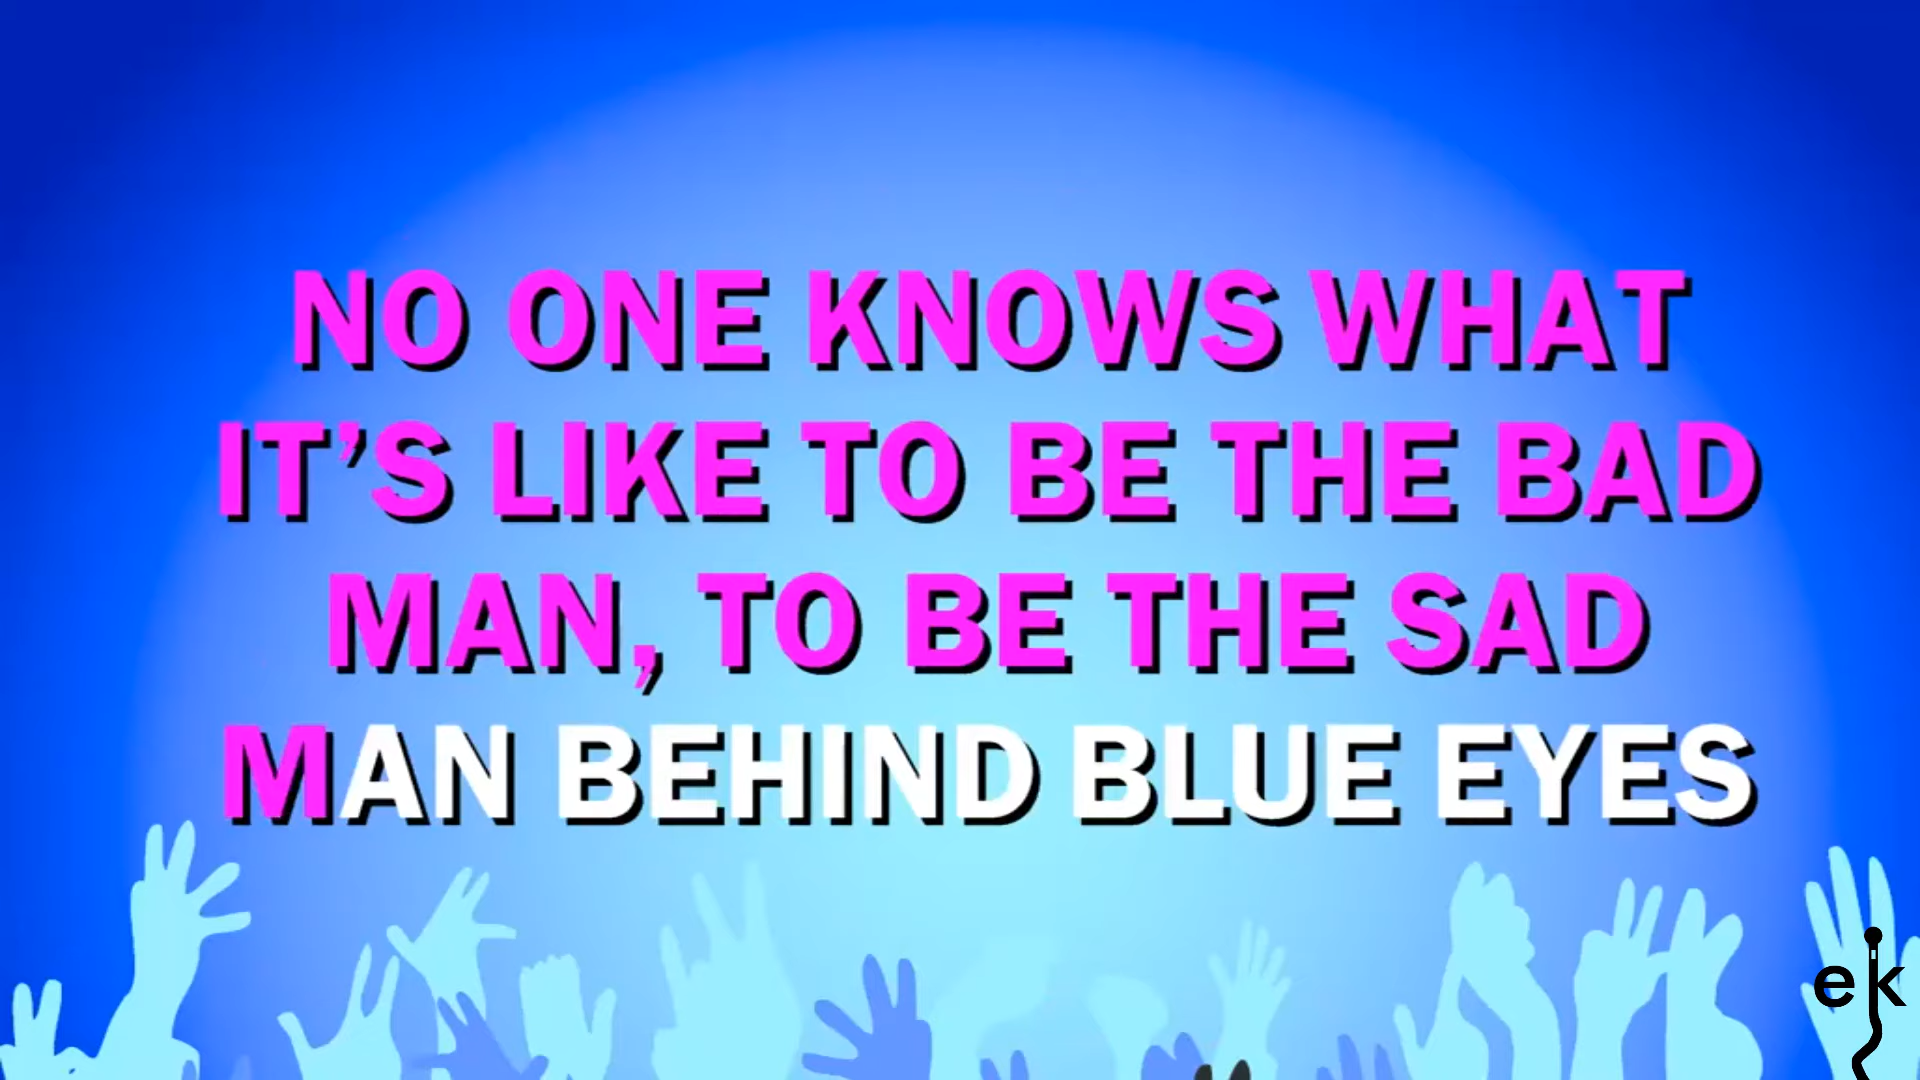 NO ONE KNOWS WHAT
IT’S LIKE TO BE THE BAD
MAN, TO BE THE SAD
MAN BEHIND BLUE EYES
ek